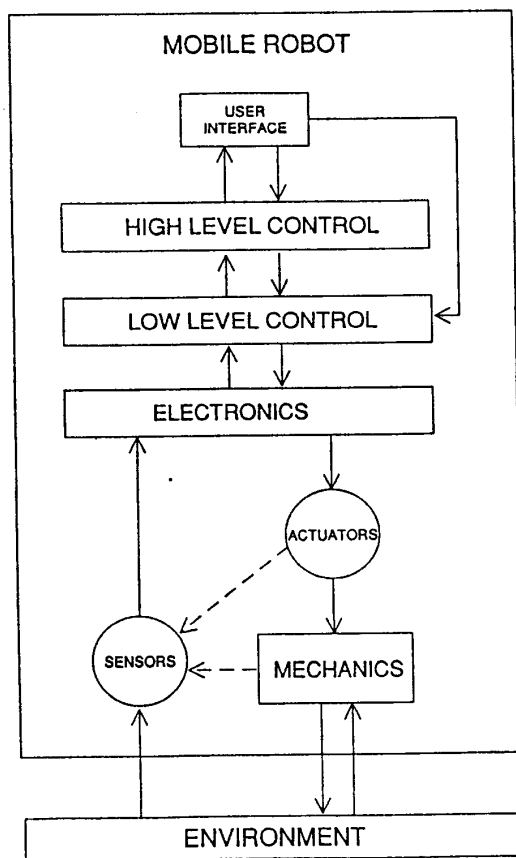 MOBILE ROBOT
USER
INTERFACE
HIGH LEVEL CONTROL
LOW LEVEL CONTROL
ELECTRONICS
ACTUATORS
SENSORS
MECHANICS
ENVIRONMENT